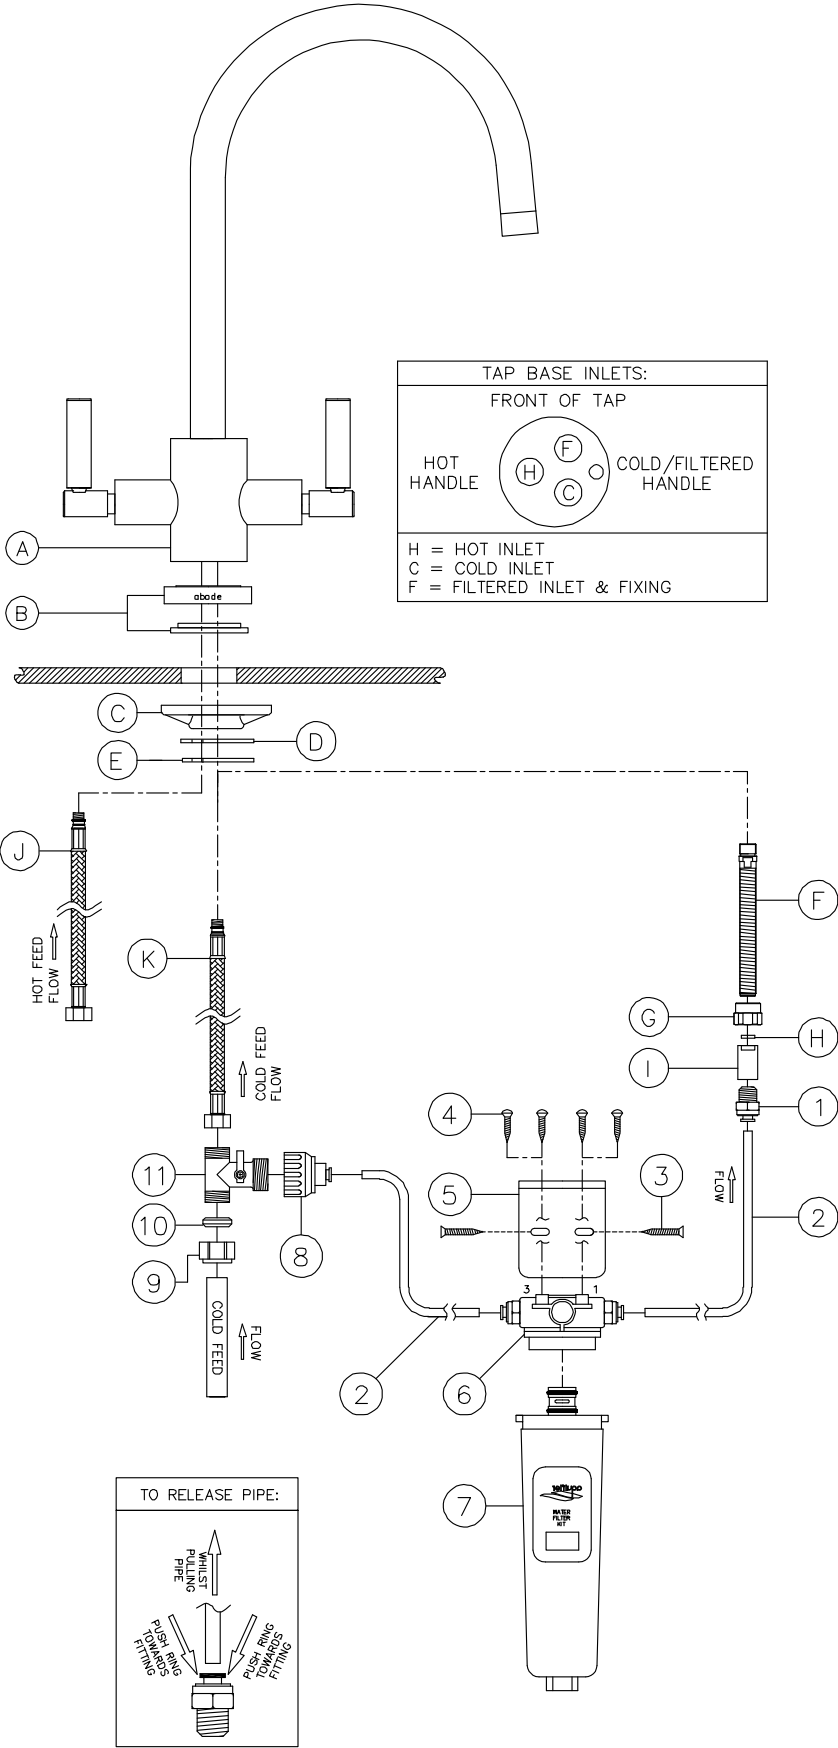 TAP BASE INLETS:
FRONT OF TAP
F
HOT
HANDLE
H
COLD/FILTERED
HANDLE
C
H = HOT INLET
C = COLD INLET
F = FILTERED INLET & FIXING
A
abode
B
C
D
E
J
F
K
HOT FEED
FLOW
G
H
COLD FEED
FLOW
I
1
4
11
5
3
FLOW
2
10
8
9
3
1
COLD FEED
FLOW
2
6
7
WATER
FILTER
KIT
TO RELEASE PIPE:
WHILST
PULLING
PIPE
PUSH RING
TOWARDS
FITTING
PUSH RING
TOWARDS
FITTING